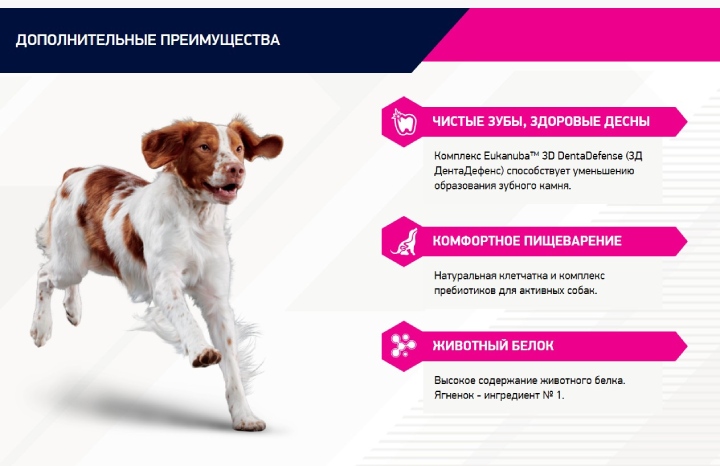 ДОПОЛНИТЕЛЬНЫЕ ПРЕИМУЩЕСТВА
ЧИСТЫЕ ЗУБЫ, ЗДОРОВЫЕ ДЕСНЫ
Комплекс Eukanuba™ 3D DentaDefense (3Д
ДентаДефенс) способствует уменьшению
образования зубного камня.
КОМФОРТНОЕ ПИЩЕВАРЕНИЕ
Натуральная клетчатка и комплекс
пребиотиков для активных собак.
ЖИВОТНЫЙ БЕЛОК
Высокое содержание животного белка.
Ягненок - ингредиент № 1.